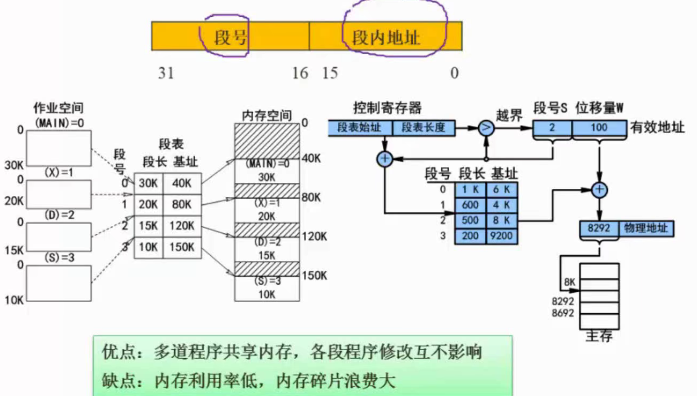 段号 段内地址
31 16 15 0
作业空间
(MAIN)=0
0
30K
(X)=1
0
20K
(D)=2
0
15K
(S)=3
0
10K
段表
段号 段长 基址
0 30K 40K
1 20K 80K
2 15K 120K
3 10K 150K
内存空间
0
40K
(MAIN)=0
30K
80K
(X)=1
20K
120K
(D)=2
15K
150K
(S)=3
10K
控制寄存器
段表始址 段表长度
>
越界
段号S 位移量W
2 100 有效地址
+
段号 段长 基址
0 1 K 6 K
1 600 4 K
2 500 8 K
3 200 9200
+
8292 物理地址
8K
8292
8692
主存
优点：多道程序共享内存，各段程序修改互不影响
缺点：内存利用率低，内存碎片浪费大